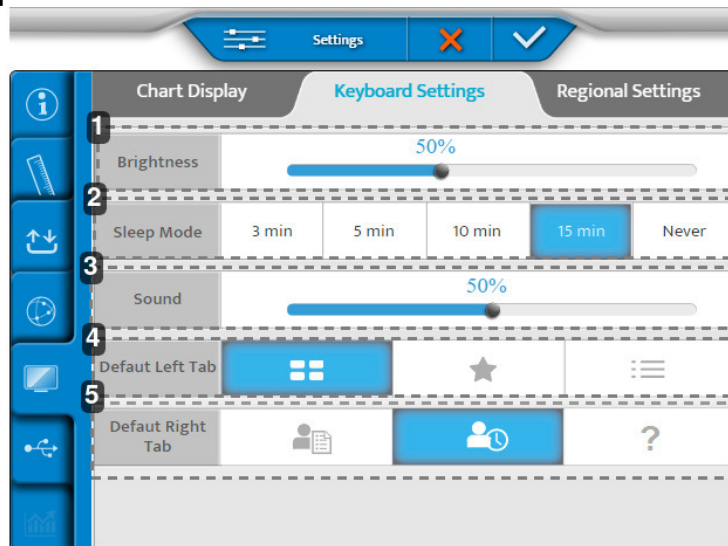 Settings
Chart Display Keyboard Settings Regional Settings
1
Brightness 50%
2
Sleep Mode 3 min 5 min 10 min 15 min Never
3
Sound 50%
4
Defaut Left Tab
5
Defaut Right
Tab ?